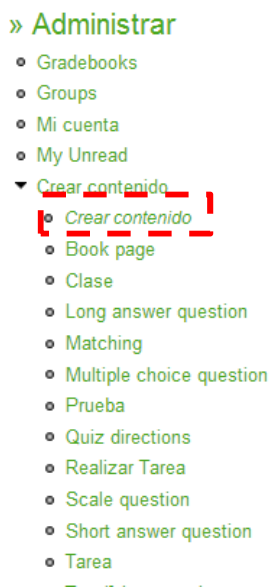 » Administrar
Gradebooks
Groups
Mi cuenta
My Unread
Crear contenido
Crear contenido
Book page
Clase
Long answer question
Matching
Multiple choice question
Prueba
Quiz directions
Realizar Tarea
Scale question
Short answer question
Tarea